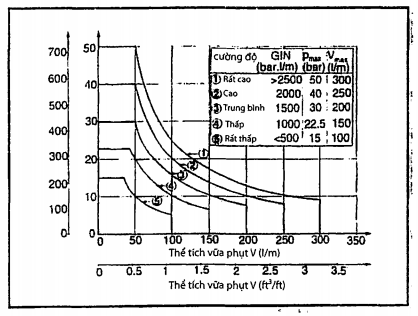 cường độ GIN Pmax Vmax
(bar.l/m) (bar) (l/m)
① Rất cao >2500 50 300
② Cao 2000 40 250
③ Trung bình 1500 30 200
④ Thấp 1000 22.5 150
⑤ Rất thấp <500 15 100
700
600
500
400
300
200
100
0
50
40
30
20
10
0
①
②
③
④
⑤
0 50 100 150 200 250 300 350
Thể tích vữa phụt V (l/m)
0 0.5 1 1.5 2 2.5 3 3.5
Thể tích vữa phụt V (ft³/ft)